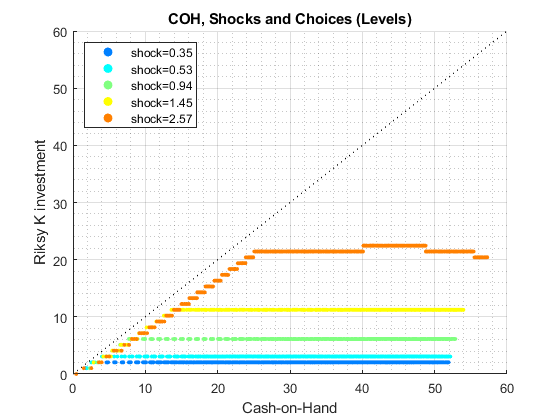 COH, Shocks and Choices (Levels)
60
50
40
30
20
10
0
Riksy K investment
shock=0.35
shock=0.53
shock=0.94
shock=1.45
shock=2.57
0 10 20 30 40 50 60
Cash-on-Hand